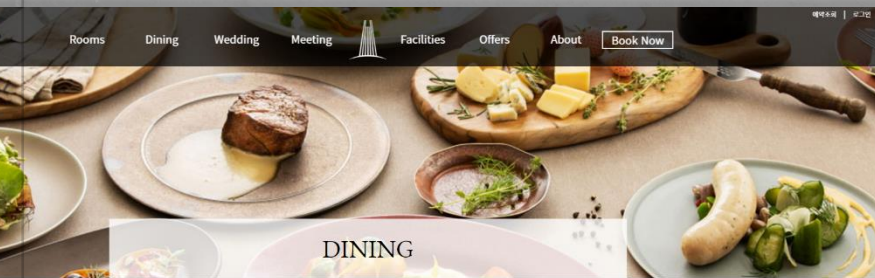 예약조회 | 로그인
Rooms Dining Wedding Meeting Facilities Offers About Book Now
DINING